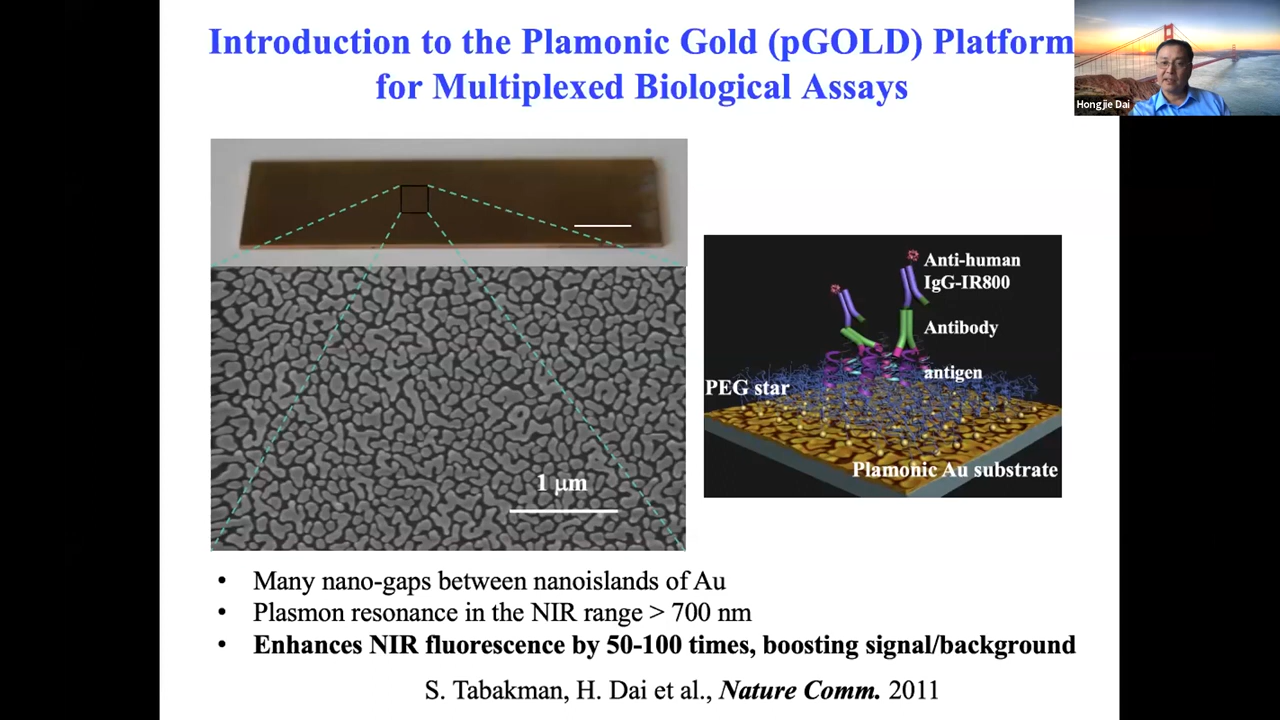 Introduction to the Plamonic Gold (pGOLD) Platform
for Multiplexed Biological Assays
Hongjie Dai
Anti-human
IgG-IR800
Antibody
antigen
PEG star
Plamonic Au substrate
1 μm
• Many nano-gaps between nanoislands of Au
• Plasmon resonance in the NIR range > 700 nm
• Enhances NIR fluorescence by 50-100 times, boosting signal/background
S. Tabakman, H. Dai et al., Nature Comm. 2011